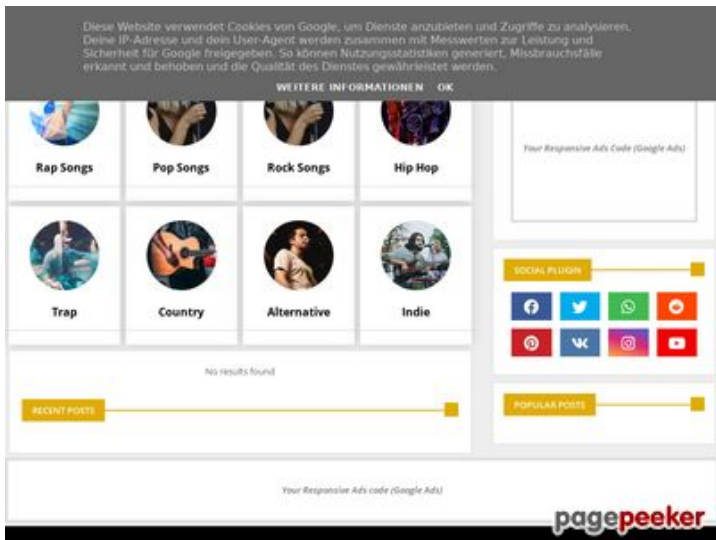 Diese Website verwendet Cookies von Google, um Dienste anzubieten und Zugriffe zu analysieren.
Deine IP-Adresse und dein User-Agent werden zusammen mit Messwerten zur Leistung und
Sicherheit für Google freigegeben. So können Nutzungsstatistiken generiert, Missbrauchsfälle
erkannt und behoben und die Qualität des Dienstes gewährleistet werden.
WEITERE INFORMATIONEN OK
Rap Songs
Pop Songs
Rock Songs
Hip Hop
Trap
Country
Alternative
Indie
No results found
RECENT POSTS
Your Responsive Ads Code (Google Ads)
SOCIAL PLUGIN
POPULAR POSTS
Your Responsive Ads code (Google Ads)
pagepeeker